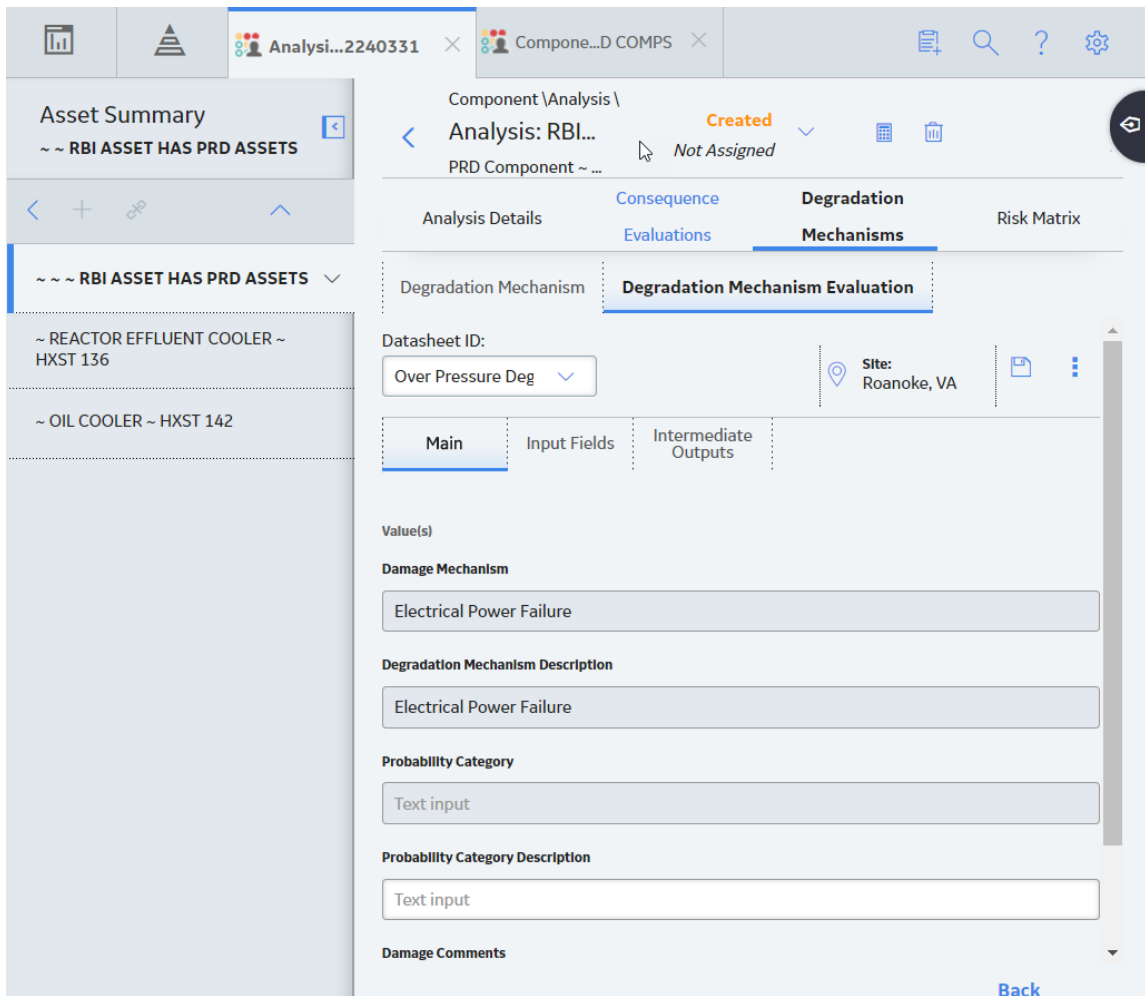 Analysi...2240331
Compone...D COMPS
Asset Summary
~ ~ RBI ASSET HAS PRD ASSETS
~ ~ ~ RBI ASSET HAS PRD ASSETS
~ REACTOR EFFLUENT COOLER ~
HXST 136
~ OIL COOLER ~ HXST 142
Component \Analysis \
Analysis: RBI...
PRD Component ~ ...
Created
Not Assigned
Analysis Details
Consequence
Evaluations
Degradation
Mechanisms
Risk Matrix
Degradation Mechanism
Degradation Mechanism Evaluation
Datasheet ID:
Over Pressure Deg
Site:
Roanoke, VA
Main
Input Fields
Intermediate
Outputs
Value(s)
Damage Mechanism
Electrical Power Failure
Degradation Mechanism Description
Electrical Power Failure
Probability Category
Text input
Probability Category Description
Text input
Damage Comments
Back